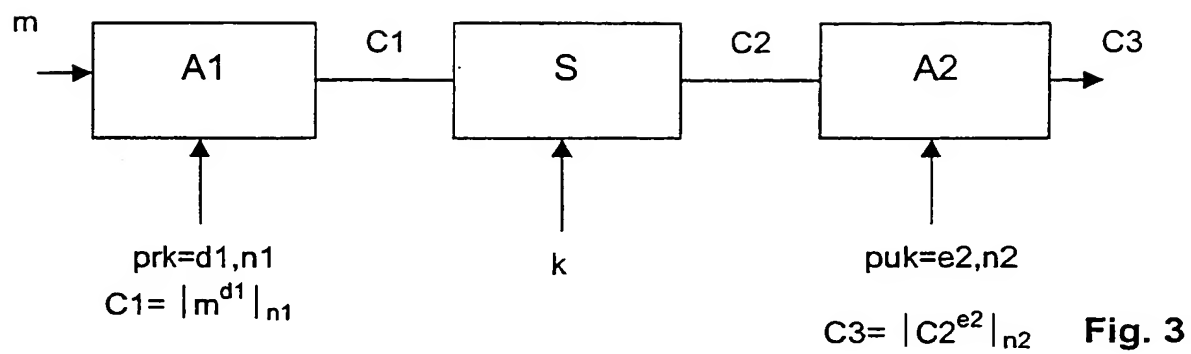 m
C1
C2
C3
A1
S
A2
prk=d1,n1
k
puk=e2,n2
C1= |m^{d1}|_{n1}
C3= |C2^{e2}|_{n2}
Fig. 3